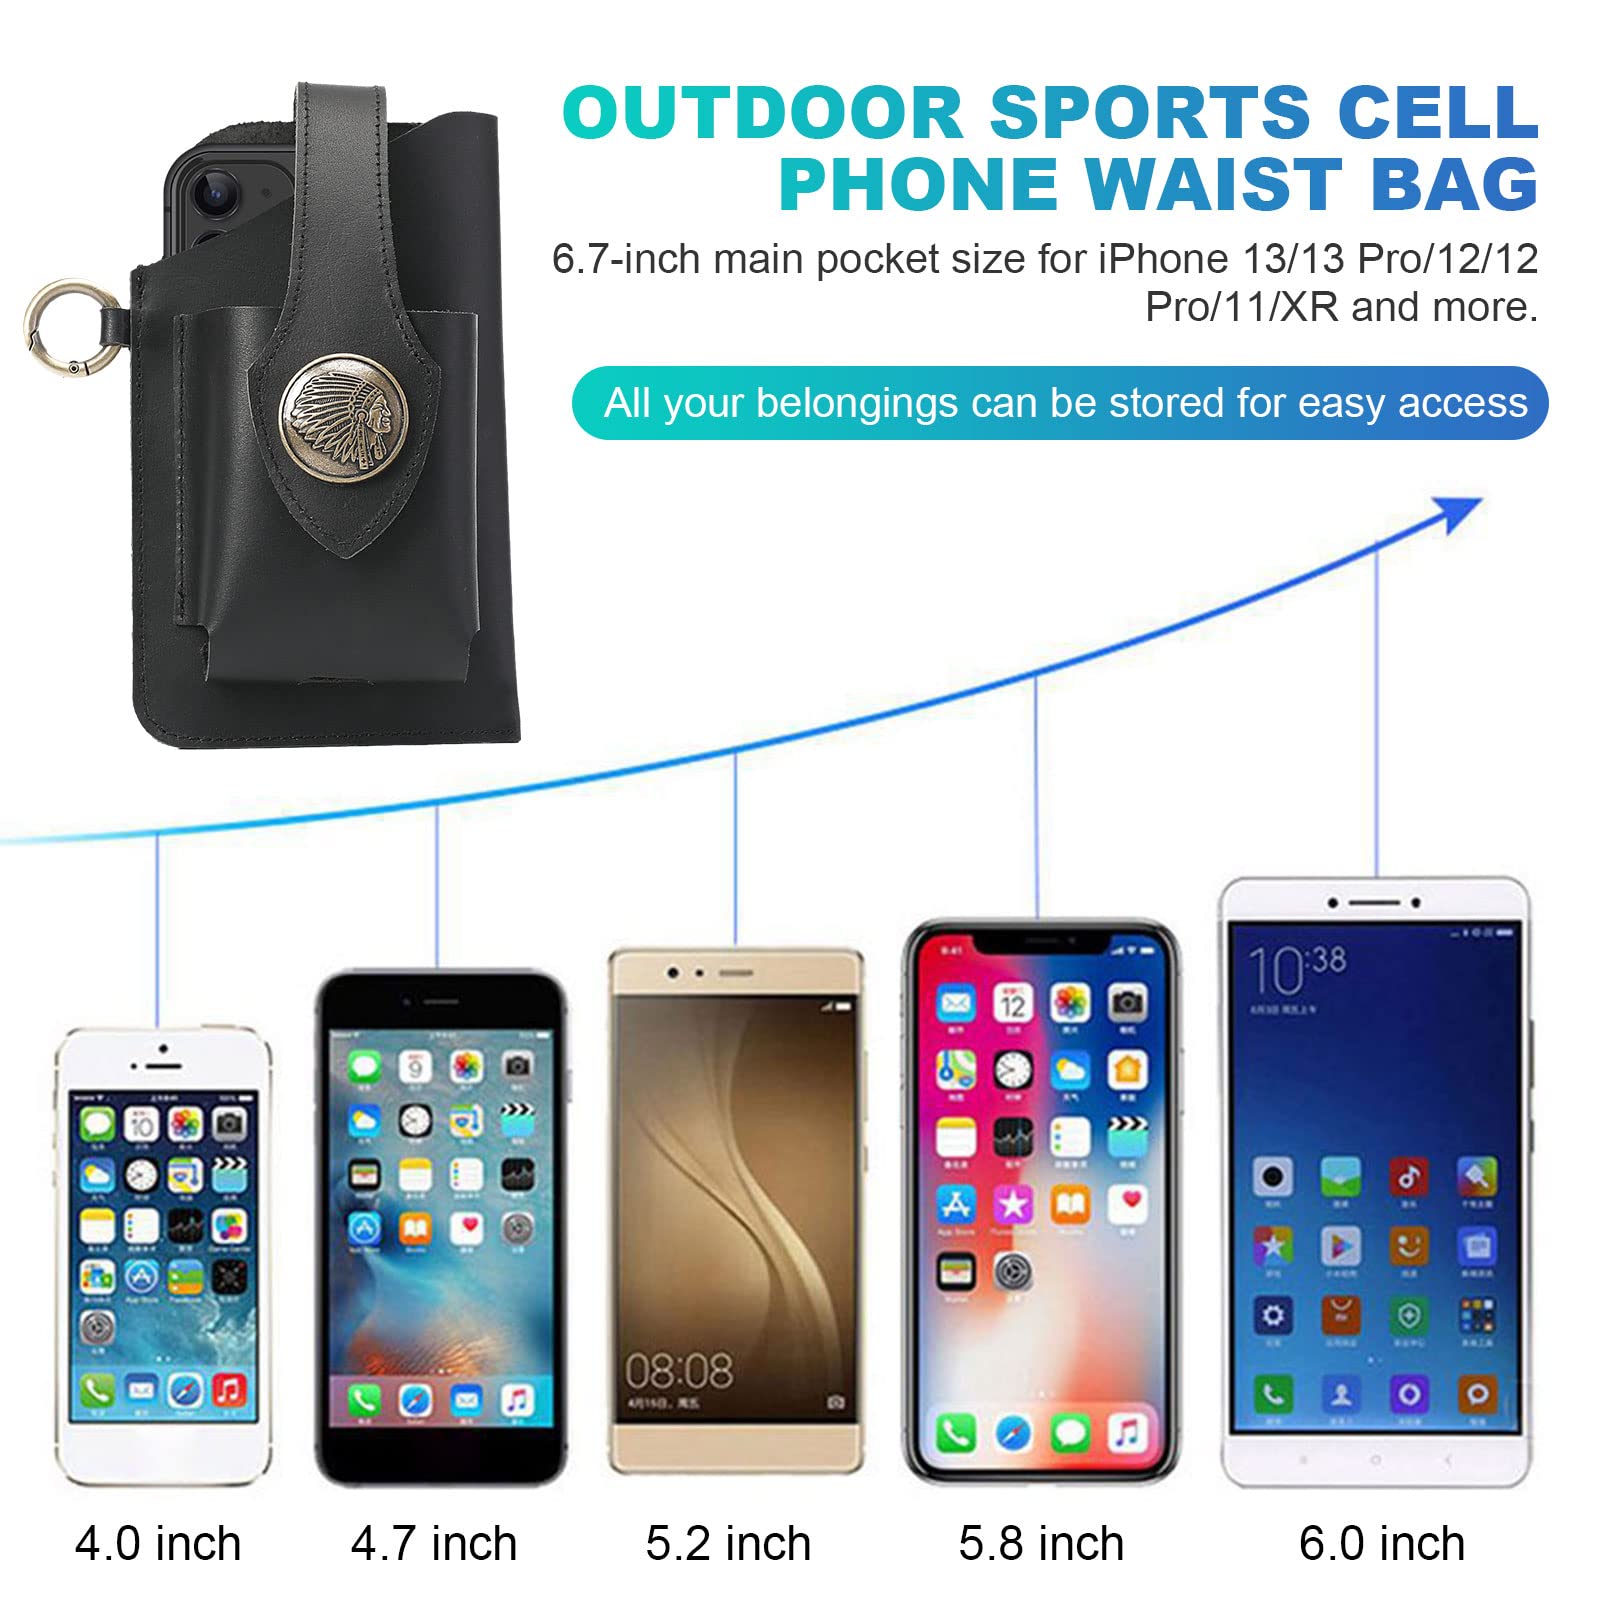 OUTDOOR SPORTS CELL
PHONE WAIST BAG
6.7-inch main pocket size for iPhone 13/13 Pro/12/12
Pro/11/XR and more.
All your belongings can be stored for easy access
10:38
08:08
4.0 inch
4.7 inch
5.2 inch
5.8 inch
6.0 inch